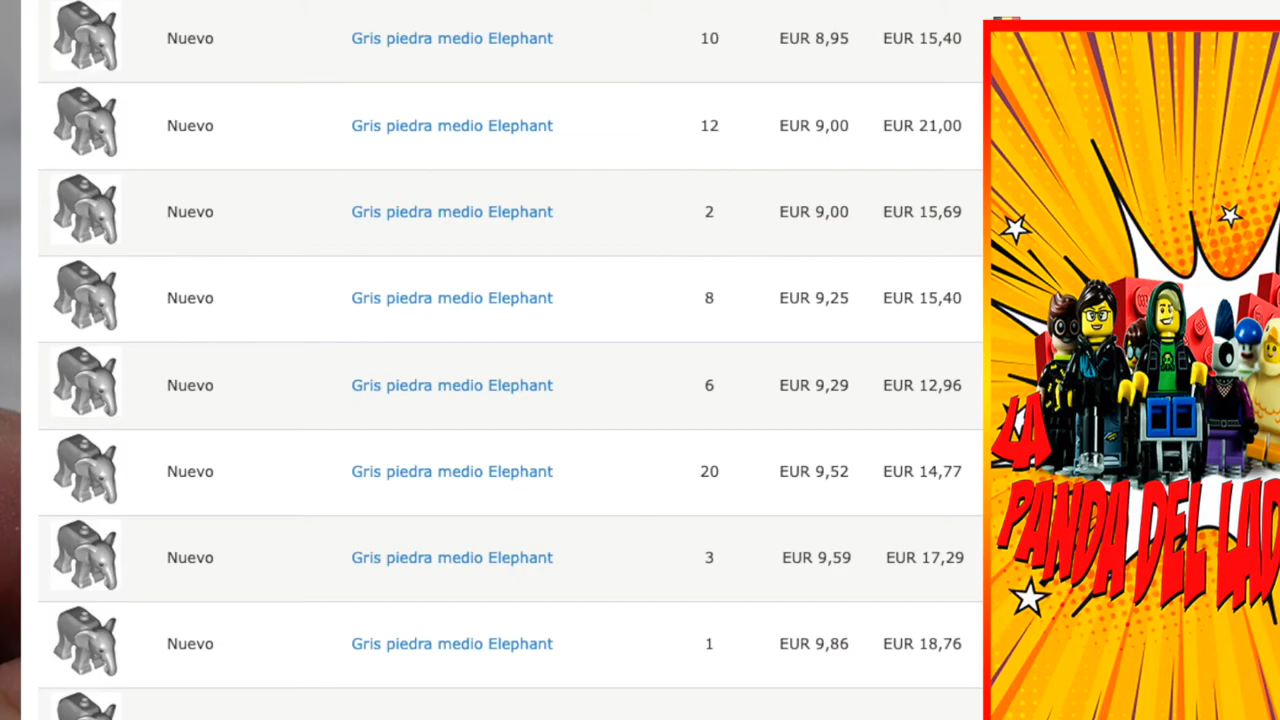 Nuevo Gris piedra medio Elephant 10 EUR 8,95 EUR 15,40
Nuevo Gris piedra medio Elephant 12 EUR 9,00 EUR 21,00
Nuevo Gris piedra medio Elephant 2 EUR 9,00 EUR 15,69
Nuevo Gris piedra medio Elephant 8 EUR 9,25 EUR 15,40
Nuevo Gris piedra medio Elephant 6 EUR 9,29 EUR 12,96
Nuevo Gris piedra medio Elephant 20 EUR 9,52 EUR 14,77
Nuevo Gris piedra medio Elephant 3 EUR 9,59 EUR 17,29
Nuevo Gris piedra medio Elephant 1 EUR 9,86 EUR 18,76
LA
PANDA DEL LAD